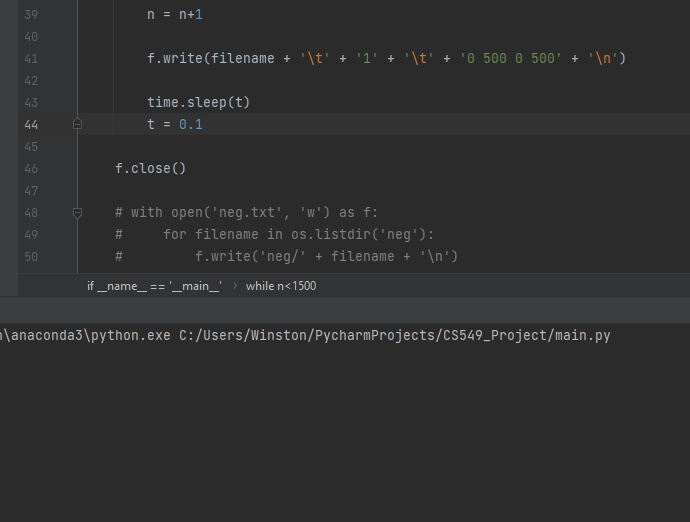 39 n = n+1
40
41 f.write(filename + '\t' + '1' + '\t' + '0 500 0 500' + '\n')
42
43 time.sleep(t)
44 t = 0.1
45
46 f.close()
47
48 # with open('neg.txt', 'w') as f:
49 #     for filename in os.listdir('neg'):
50 #         f.write('neg/' + filename + '\n')
if __name__ == '__main__' › while n<1500
\anaconda3\python.exe C:/Users/Winston/PycharmProjects/CS549_Project/main.py